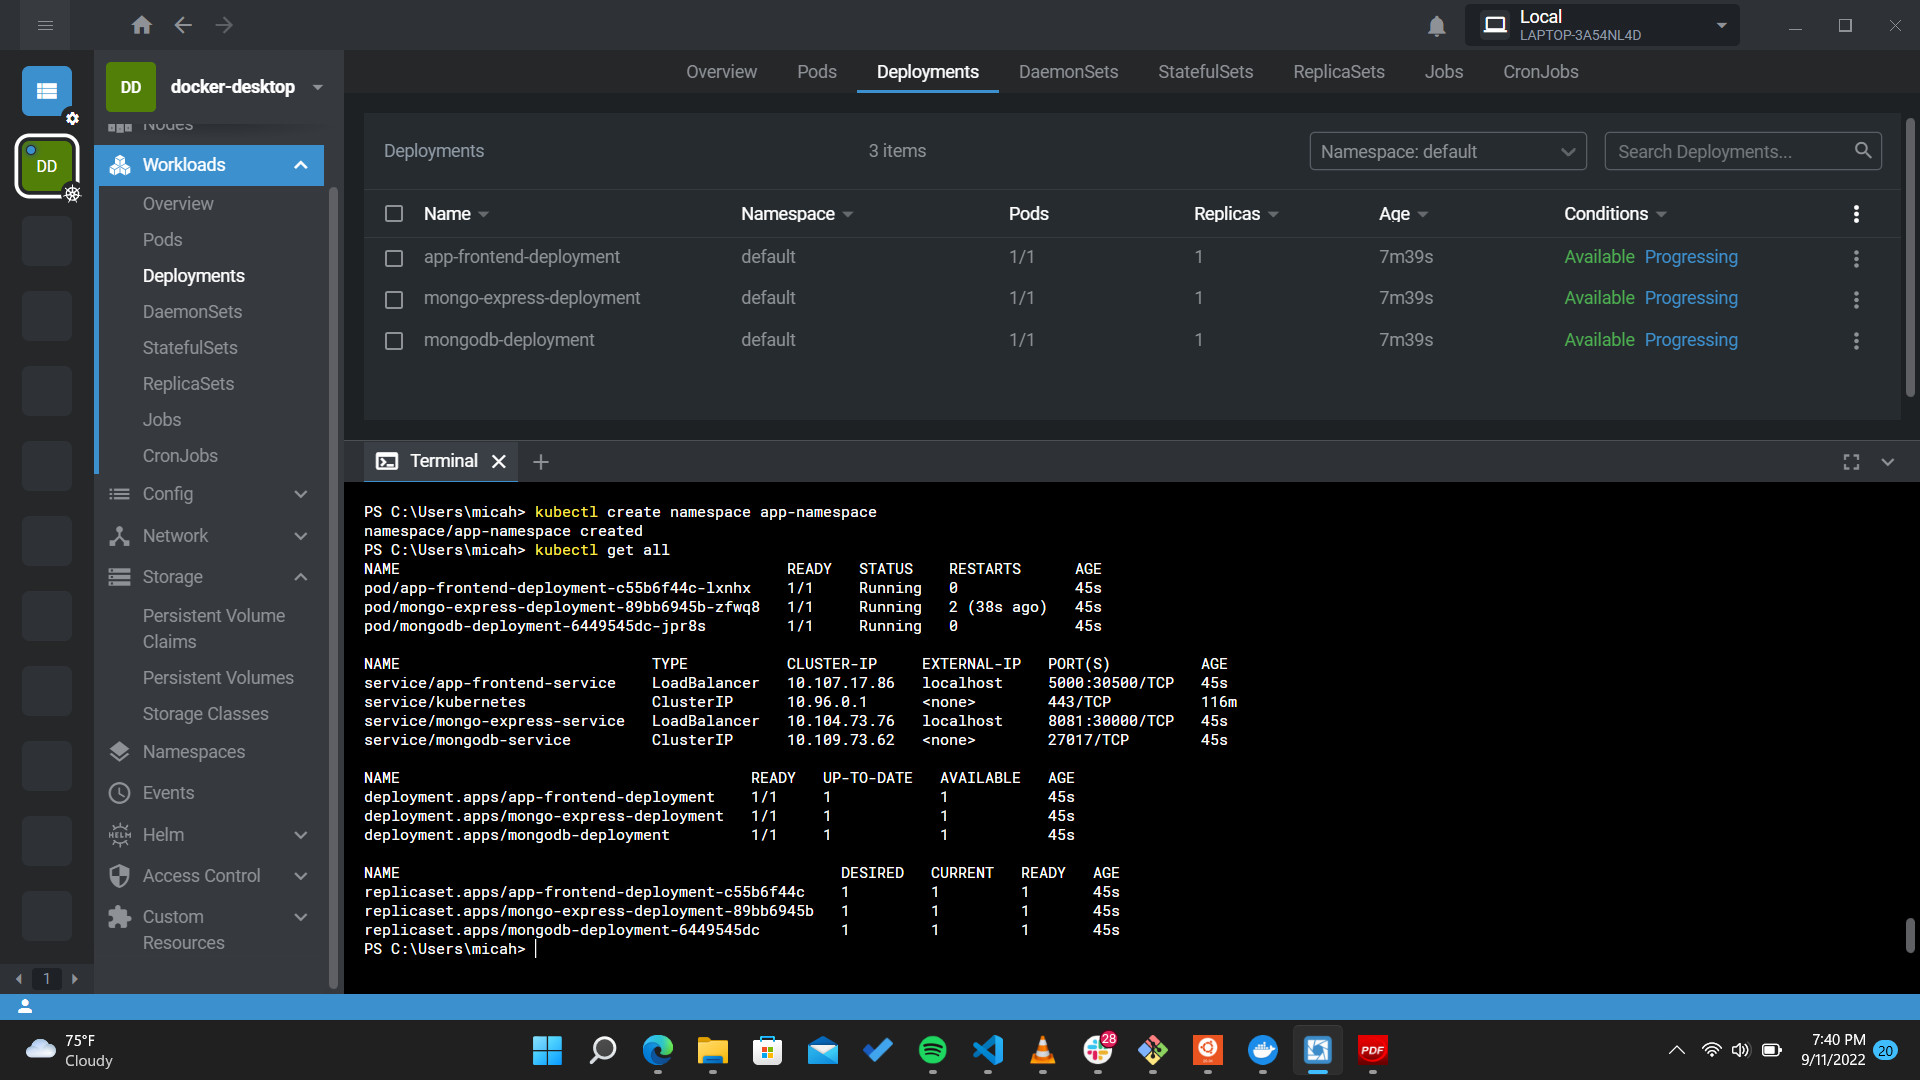 Local
LAPTOP-3A54NL4D
DD docker-desktop
Overview Pods Deployments DaemonSets StatefulSets ReplicaSets Jobs CronJobs
Nodes
DD
Workloads
Overview
Pods
Deployments
DaemonSets
StatefulSets
ReplicaSets
Jobs
CronJobs
Config
Network
Storage
Persistent Volume
Claims
Persistent Volumes
Storage Classes
Namespaces
Events
HELM Helm
Access Control
Custom
Resources
1
Deployments 3 items Namespace: default Search Deployments...
Name Namespace Pods Replicas Age Conditions
app-frontend-deployment default 1/1 1 7m39s Available Progressing
mongo-express-deployment default 1/1 1 7m39s Available Progressing
mongodb-deployment default 1/1 1 7m39s Available Progressing
Terminal
PS C:\Users\micah> kubectl create namespace app-namespace
namespace/app-namespace created
PS C:\Users\micah> kubectl get all
NAME READY STATUS RESTARTS AGE
pod/app-frontend-deployment-c55b6f44c-lxnhx 1/1 Running 0 45s
pod/mongo-express-deployment-89bb6945b-zfwq8 1/1 Running 2 (38s ago) 45s
pod/mongodb-deployment-6449545dc-jpr8s 1/1 Running 0 45s
NAME TYPE CLUSTER-IP EXTERNAL-IP PORT(S) AGE
service/app-frontend-service LoadBalancer 10.107.17.86 localhost 5000:30500/TCP 45s
service/kubernetes ClusterIP 10.96.0.1 <none> 443/TCP 116m
service/mongo-express-service LoadBalancer 10.104.73.76 localhost 8081:30000/TCP 45s
service/mongodb-service ClusterIP 10.109.73.62 <none> 27017/TCP 45s
NAME READY UP-TO-DATE AVAILABLE AGE
deployment.apps/app-frontend-deployment 1/1 1 1 45s
deployment.apps/mongo-express-deployment 1/1 1 1 45s
deployment.apps/mongodb-deployment 1/1 1 1 45s
NAME DESIRED CURRENT READY AGE
replicaset.apps/app-frontend-deployment-c55b6f44c 1 1 1 45s
replicaset.apps/mongo-express-deployment-89bb6945b 1 1 1 45s
replicaset.apps/mongodb-deployment-6449545dc 1 1 1 45s
PS C:\Users\micah>
75°F
Cloudy
28
PDF
7:40 PM
9/11/2022
20